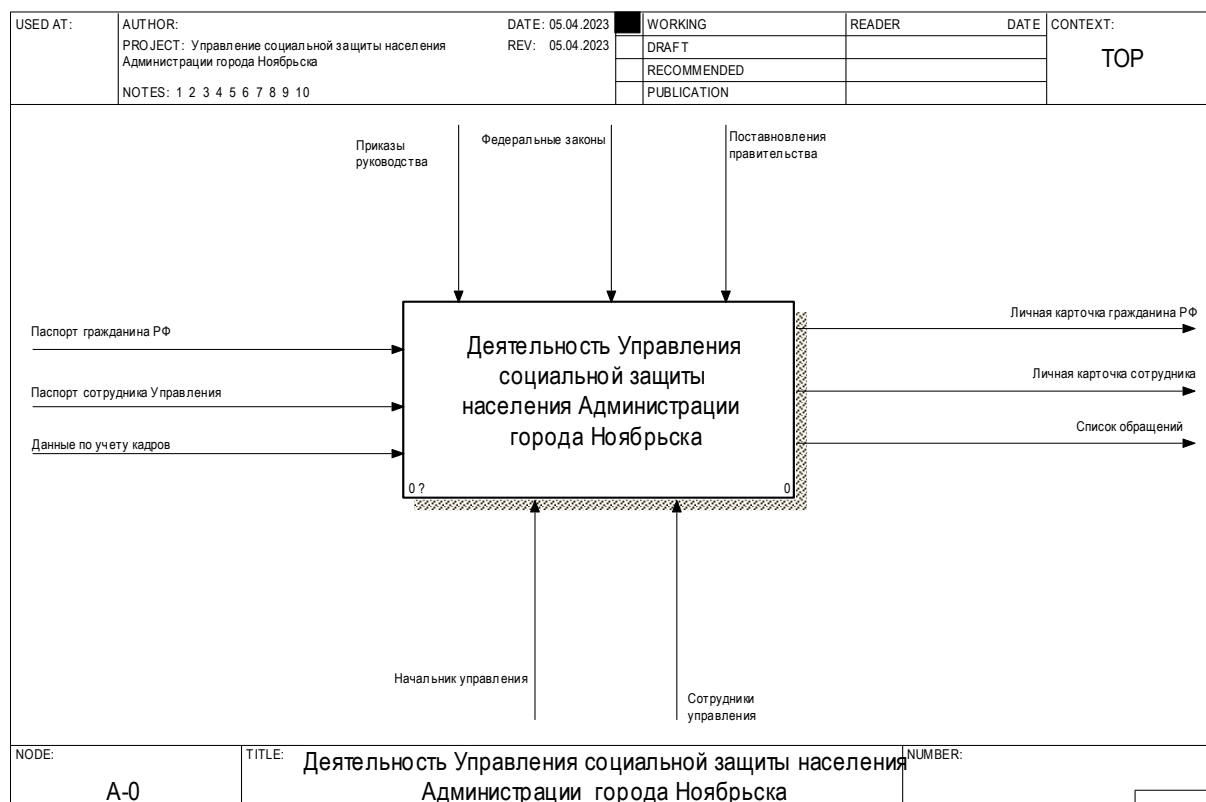 USED AT:
AUTHOR:
DATE: 05.04.2023
WORKING
READER
DATE
CONTEXT:
PROJECT: Управление социальной защиты населения
Администрации города Ноябрьска
REV: 05.04.2023
DRAFT
TOP
RECOMMENDED
NOTES: 1 2 3 4 5 6 7 8 9 10
PUBLICATION
Приказы
руководства
Федеральные законы
Поставновления
правительства
Паспорт гражданина РФ
Паспорт сотрудника Управления
Данные по учету кадров
Деятельность Управления
социальной защиты
населения Администрации
города Ноябрьска
0 ?
0
Личная карточка гражданина РФ
Личная карточка сотрудника
Список обращений
Начальник управления
Сотрудники
управления
NODE:
A-0
TITLE:
Деятельность Управления социальной защиты населения
Администрации города Ноябрьска
NUMBER: